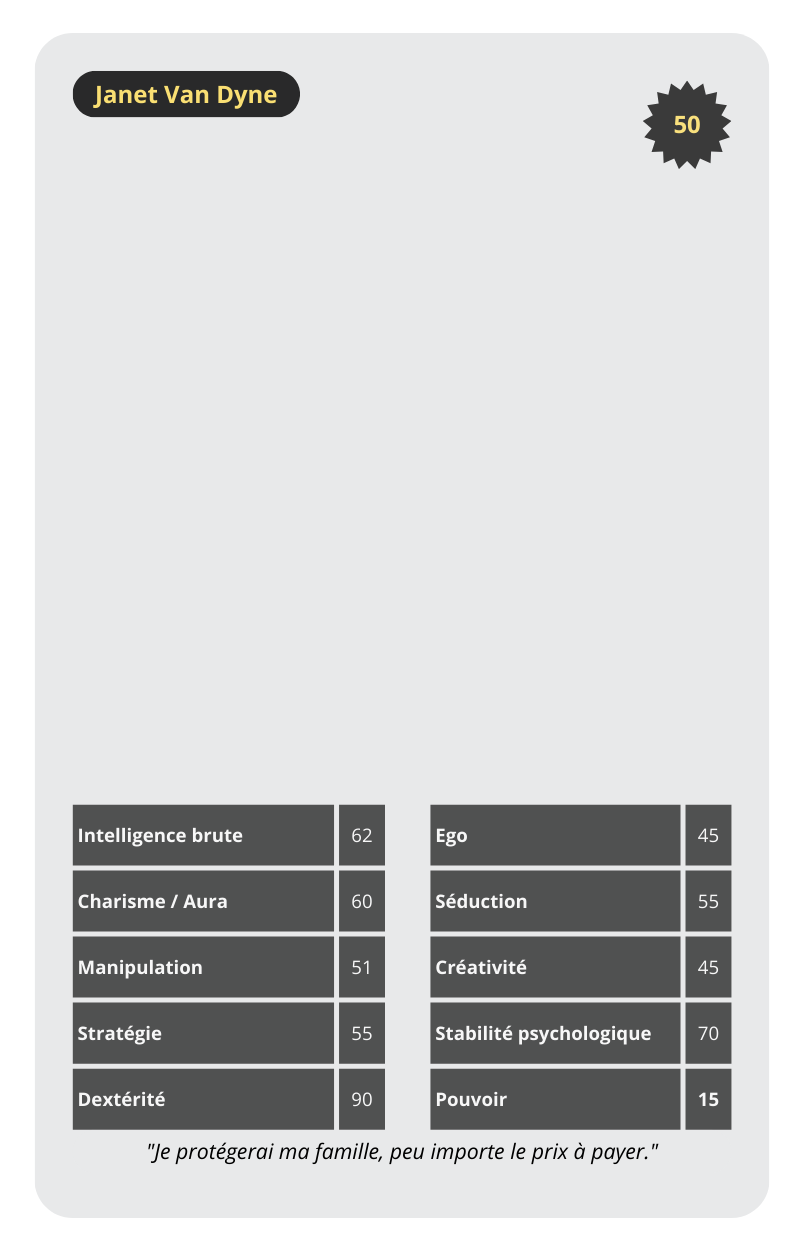 Janet Van Dyne
50
Intelligence brute 62
Charisme / Aura 60
Manipulation 51
Stratégie 55
Dextérité 90
Ego 45
Séduction 55
Créativité 45
Stabilité psychologique 70
Pouvoir 15
"Je protégerai ma famille, peu importe le prix à payer."